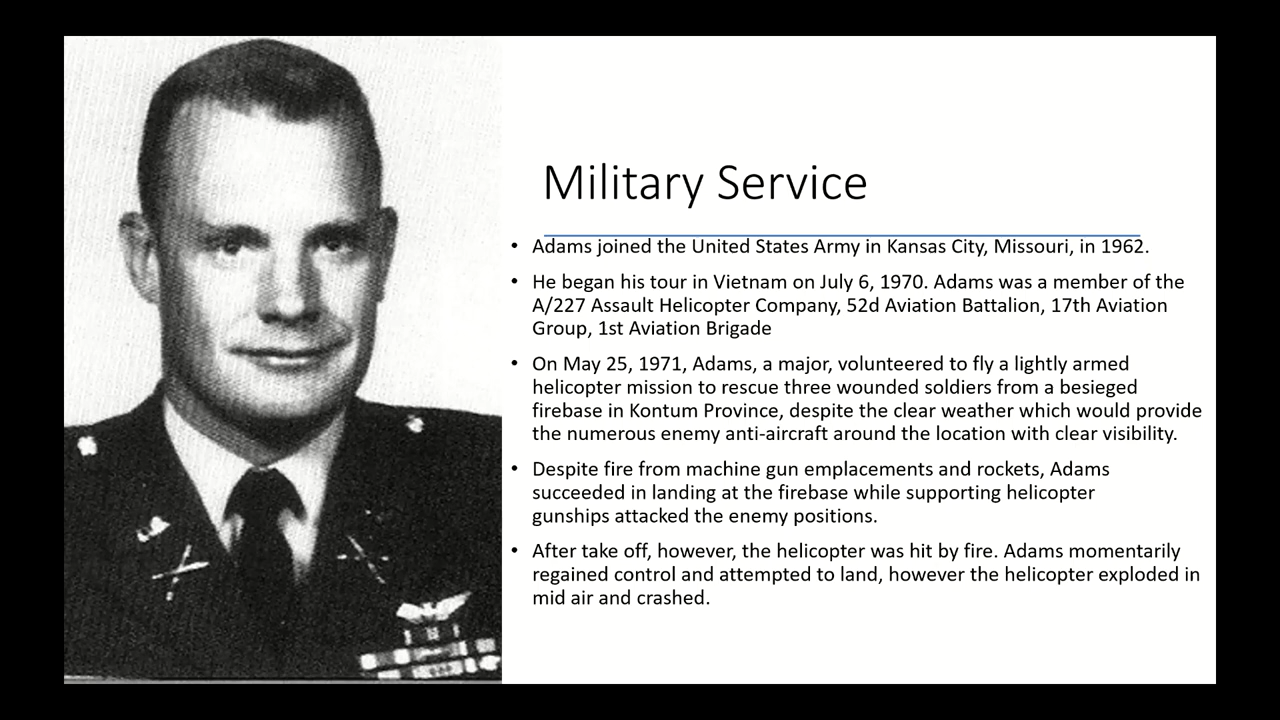 Military Service
• Adams joined the United States Army in Kansas City, Missouri, in 1962.
• He began his tour in Vietnam on July 6, 1970. Adams was a member of the
A/227 Assault Helicopter Company, 52d Aviation Battalion, 17th Aviation
Group, 1st Aviation Brigade
• On May 25, 1971, Adams, a major, volunteered to fly a lightly armed
helicopter mission to rescue three wounded soldiers from a besieged
firebase in Kontum Province, despite the clear weather which would provide
the numerous enemy anti-aircraft around the location with clear visibility.
• Despite fire from machine gun emplacements and rockets, Adams
succeeded in landing at the firebase while supporting helicopter
gunships attacked the enemy positions.
• After take off, however, the helicopter was hit by fire. Adams momentarily
regained control and attempted to land, however the helicopter exploded in
mid air and crashed.